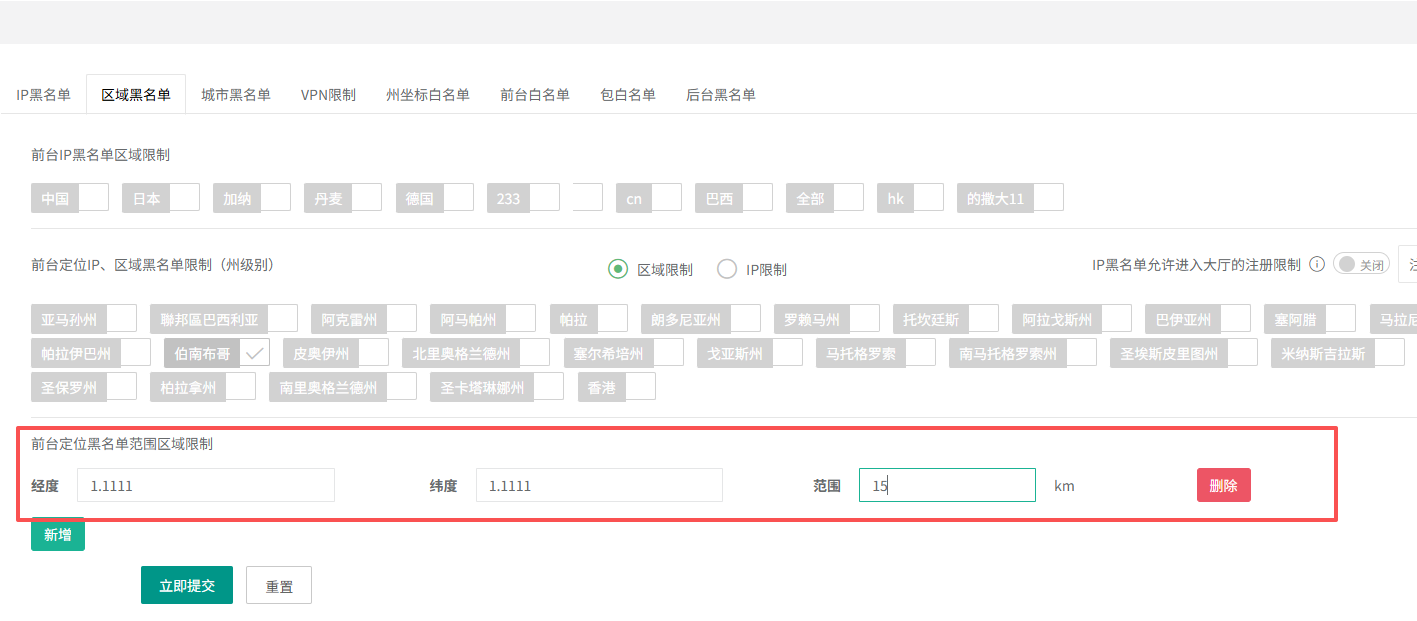 IP黑名单 区域黑名单 城市黑名单 VPN限制 州坐标白名单 前台白名单 包白名单 后台黑名单
前台IP黑名单区域限制
中国 日本 加纳 丹麦 德国 233 cn 巴西 全部 hk 的撒大11
前台定位IP、区域黑名单限制（州级别） 区域限制 IP限制 IP黑名单允许进入大厅的注册限制 关闭
亚马孙州 聯邦區巴西利亚 阿克雷州 阿马帕州 帕拉 朗多尼亚州 罗赖马州 托坎廷斯 阿拉戈斯州 巴伊亚州 塞阿腊 马拉尼
帕拉伊巴州 伯南布哥 皮奥伊州 北里奥格兰德州 塞尔希培州 戈亚斯州 马托格罗索 南马托格罗索州 圣埃斯皮里图州 米纳斯吉拉斯
圣保罗州 柏拉拿州 南里奥格兰德州 圣卡塔琳娜州 香港
前台定位黑名单范围区域限制
经度 1.1111 纬度 1.1111 范围 15 km 删除
新增
立即提交 重置